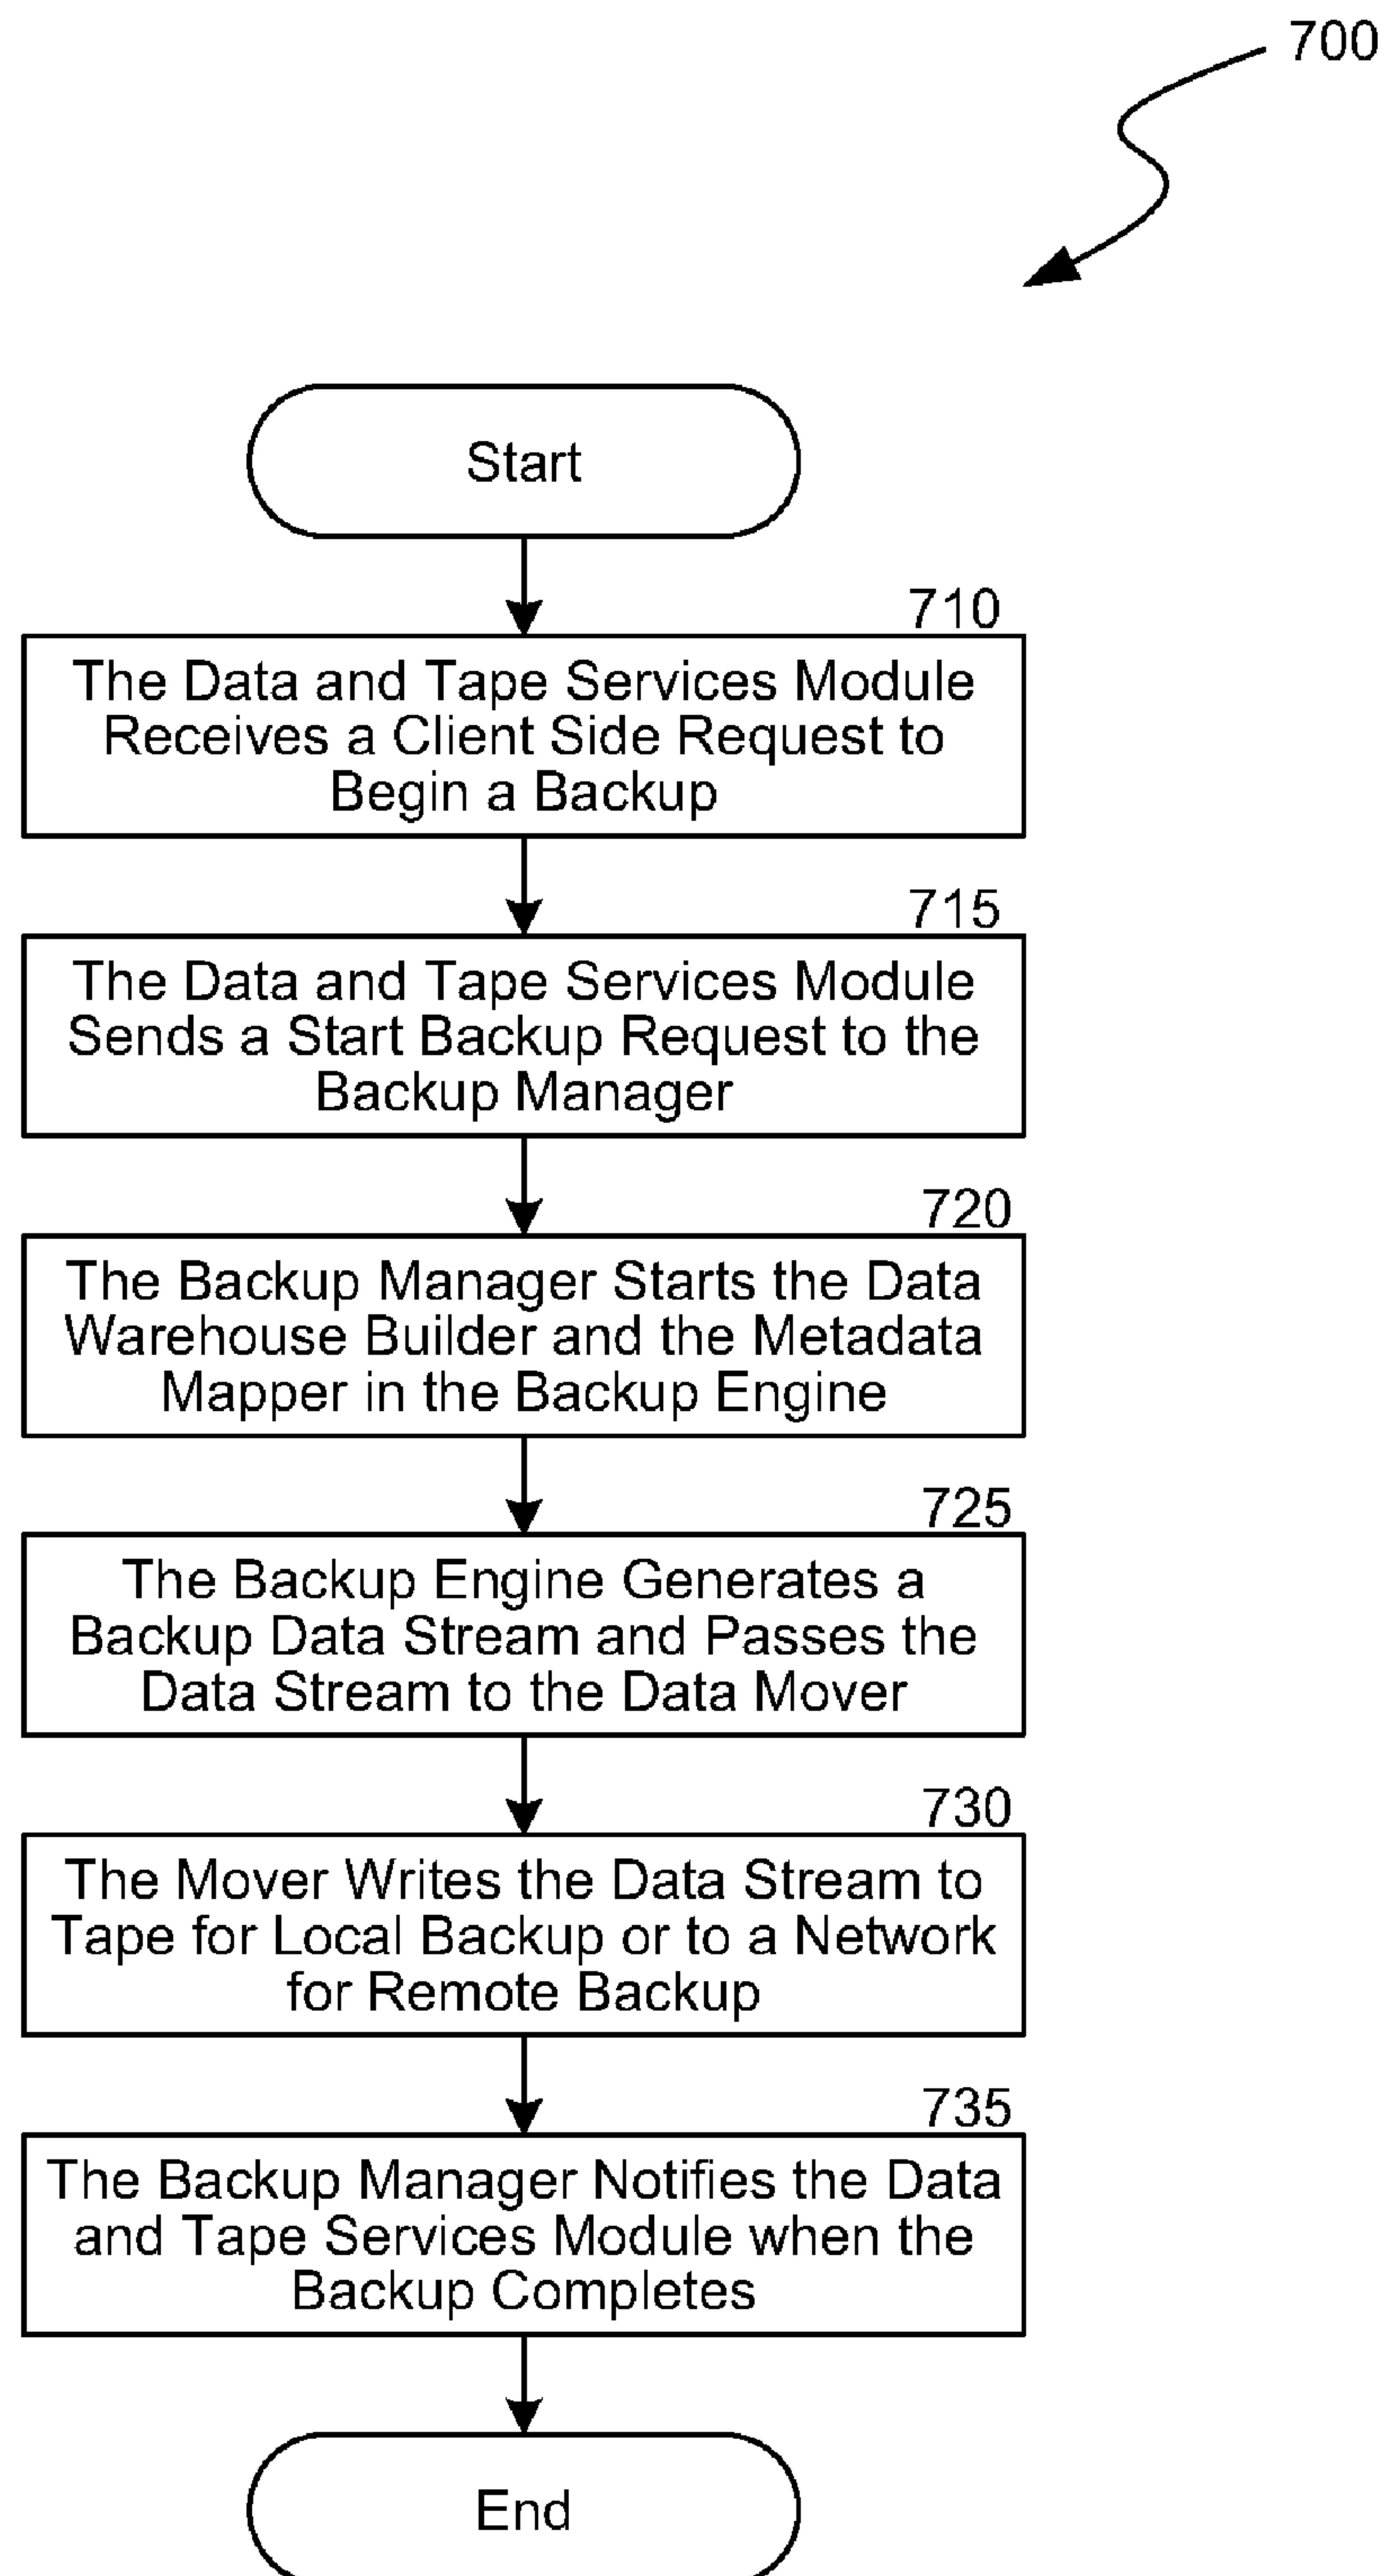 700
Start
710
The Data and Tape Services Module
Receives a Client Side Request to
Begin a Backup
715
The Data and Tape Services Module
Sends a Start Backup Request to the
Backup Manager
720
The Backup Manager Starts the Data
Warehouse Builder and the Metadata
Mapper in the Backup Engine
725
The Backup Engine Generates a
Backup Data Stream and Passes the
Data Stream to the Data Mover
730
The Mover Writes the Data Stream to
Tape for Local Backup or to a Network
for Remote Backup
735
The Backup Manager Notifies the Data
and Tape Services Module when the
Backup Completes
End